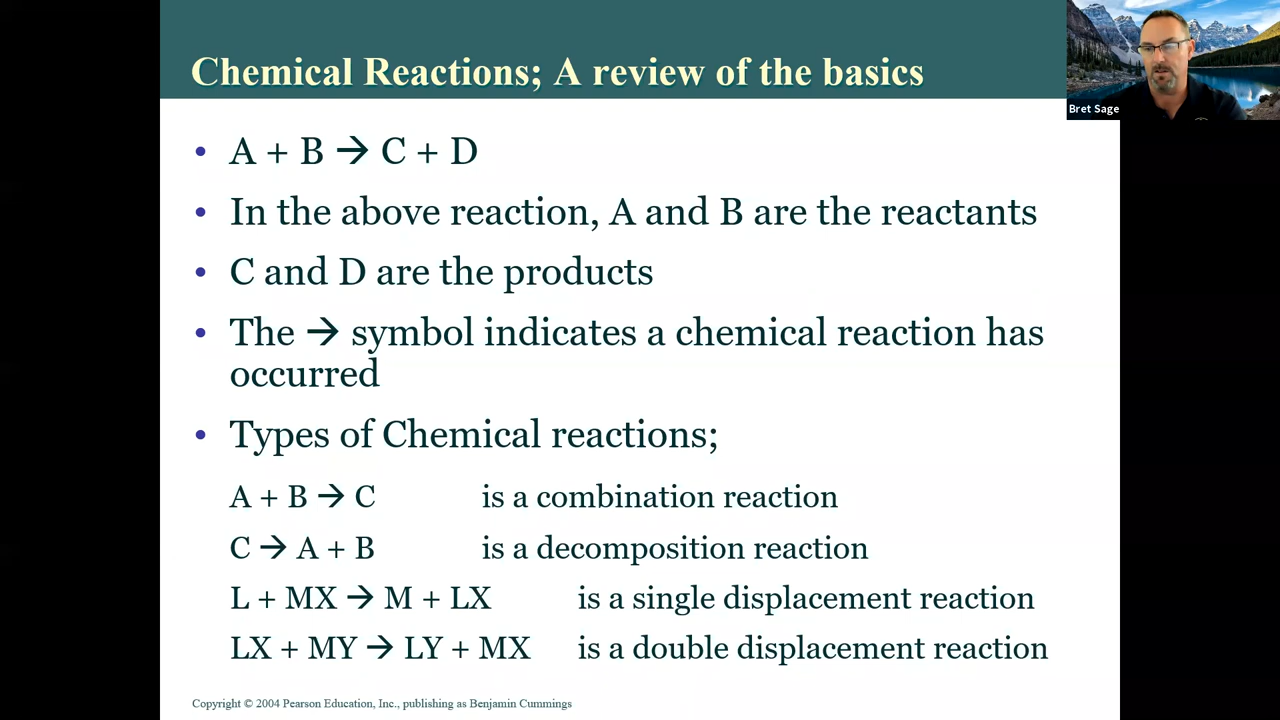 Chemical Reactions; A review of the basics
Bret Sage
• A + B → C + D
• In the above reaction, A and B are the reactants
• C and D are the products
• The → symbol indicates a chemical reaction has
occurred
• Types of Chemical reactions;
A + B → C is a combination reaction
C → A + B is a decomposition reaction
L + MX → M + LX is a single displacement reaction
LX + MY → LY + MX is a double displacement reaction
Copyright © 2004 Pearson Education, Inc., publishing as Benjamin Cummings